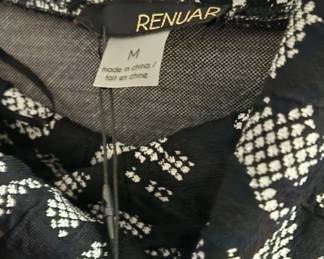 RENUAR
M
made in china /
fait en chine